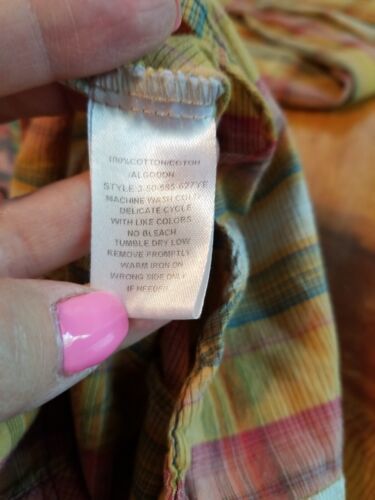 100%COTTON/COTON
/ALGODON
STYLE 3-50-585-627YE
MACHINE WASH COLD
DELICATE CYCLE
WITH LIKE COLORS
NO BLEACH
TUMBLE DRY LOW
REMOVE PROMPTLY
WARM IRON ON
WRONG SIDE ONLY
IF NEEDED